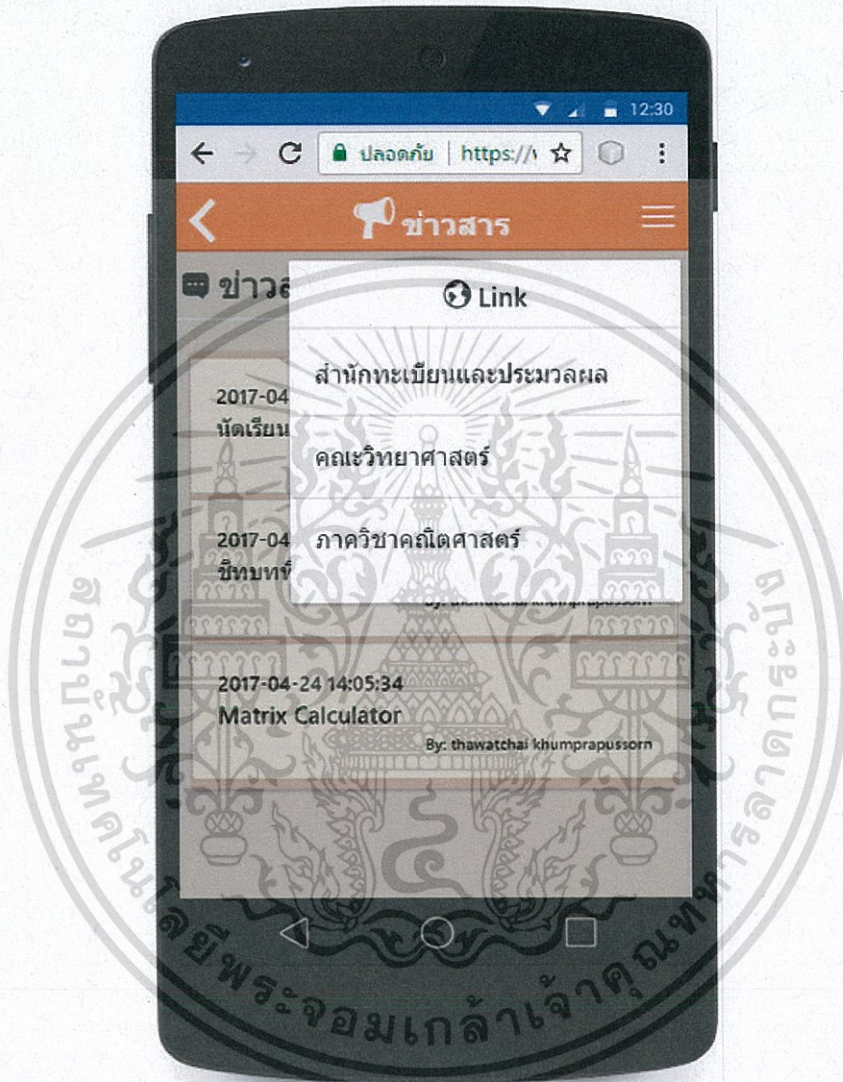 12:30
ปลอดภัย | https://
ข่าวสาร
ข่าวส
Link
สำนักทะเบียนและประมวลผล
2017-04
นัดเรียน
คณะวิทยาศาสตร์
2017-04
ชีทบทที่
ภาควิชาคณิตศาสตร์
2017-04-24 14:05:34
Matrix Calculator
By: thawatchai khumprapussorn
สถาบันเทคโนโลยีพระจอมเกล้าเจ้าคุณทหารลาดกระบัง